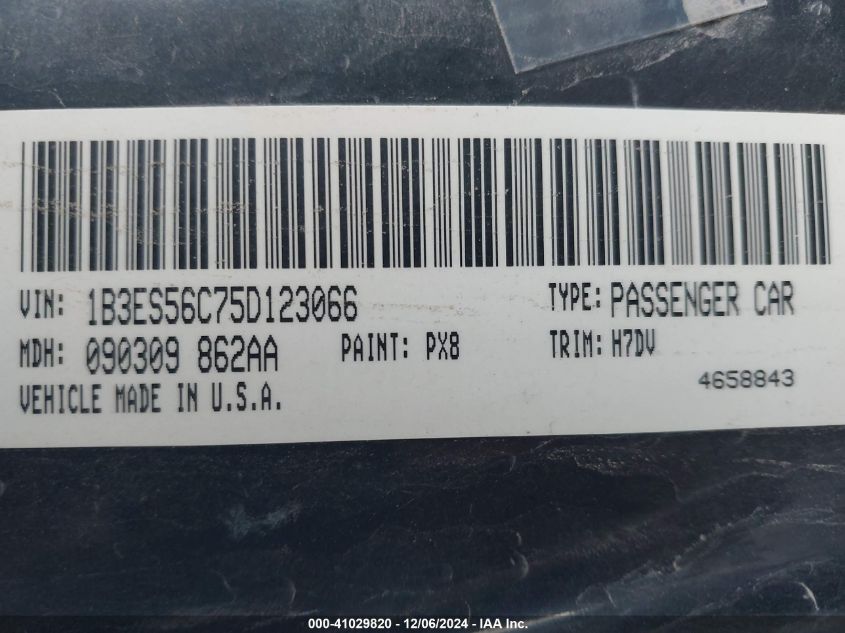 VIN: 1B3ES56C75D123066 TYPE: PASSENGER CAR
MDH: 090309 862AA PAINT: PX8 TRIM: H7DV
VEHICLE MADE IN U.S.A. 4658843
000-41029820 - 12/06/2024 - IAA Inc.